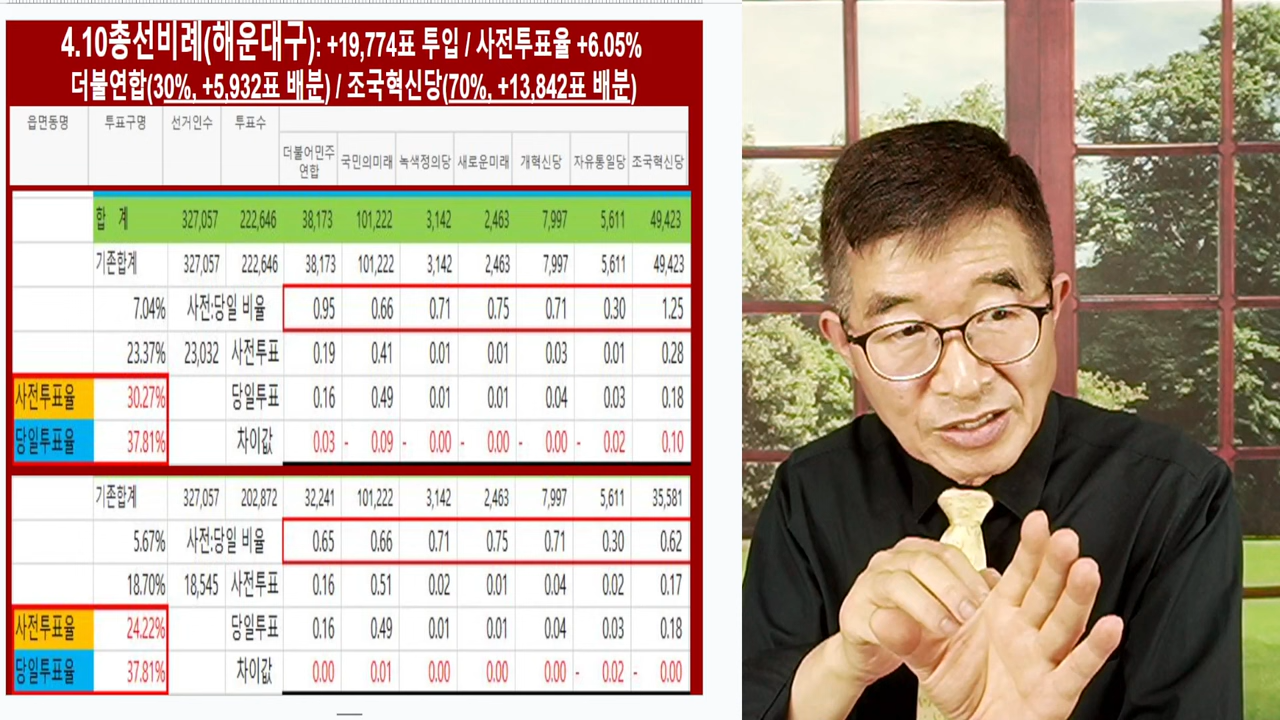 4.10총선비례(해운대구): +19,774표 투입 / 사전투표율 +6.05%
더불연합(30%, +5,932표 배분) / 조국혁신당(70%, +13,842표 배분)
읍면동명 투표구명 선거인수 투표수
더불어민주연합 국민의미래 녹색정의당 새로운미래 개혁신당 자유통일당 조국혁신당
합 계 327,057 222,646 38,173 101,222 3,142 2,463 7,997 5,611 49,423
기존합계 327,057 222,646 38,173 101,222 3,142 2,463 7,997 5,611 49,423
7.04% 사전:당일 비율 0.95 0.66 0.71 0.75 0.71 0.30 1.25
23.37% 23,032 사전투표 0.19 0.41 0.01 0.01 0.03 0.01 0.28
사전투표율 30.27% 당일투표 0.16 0.49 0.01 0.01 0.04 0.03 0.18
당일투표율 37.81% 차이값 0.03 - 0.09 - 0.00 - 0.00 - 0.00 - 0.02 0.10
기존합계 327,057 202,872 32,241 101,222 3,142 2,463 7,997 5,611 35,581
5.67% 사전:당일 비율 0.65 0.66 0.71 0.75 0.71 0.30 0.62
18.70% 18,545 사전투표 0.16 0.51 0.02 0.01 0.04 0.02 0.17
사전투표율 24.22% 당일투표 0.16 0.49 0.01 0.01 0.04 0.03 0.18
당일투표율 37.81% 차이값 0.00 0.01 0.00 0.00 0.00 - 0.02 - 0.00